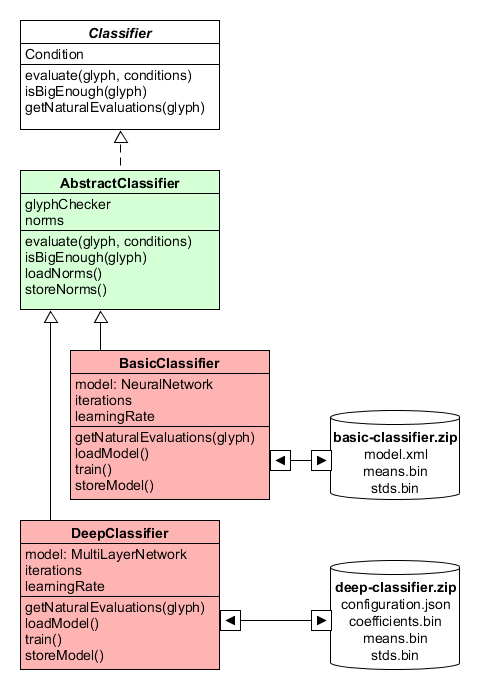 Classifier
Condition
evaluate(glyph, conditions)
isBigEnough(glyph)
getNaturalEvaluations(glyph)
AbstractClassifier
glyphChecker
norms
evaluate(glyph, conditions)
isBigEnough(glyph)
loadNorms()
storeNorms()
BasicClassifier
model: NeuralNetwork
iterations
learningRate
getNaturalEvaluations(glyph)
loadModel()
train()
storeModel()
basic-classifier.zip
model.xml
means.bin
stds.bin
DeepClassifier
model: MultiLayerNetwork
iterations
learningRate
getNaturalEvaluations(glyph)
loadModel()
train()
storeModel()
deep-classifier.zip
configuration.json
coefficients.bin
means.bin
stds.bin